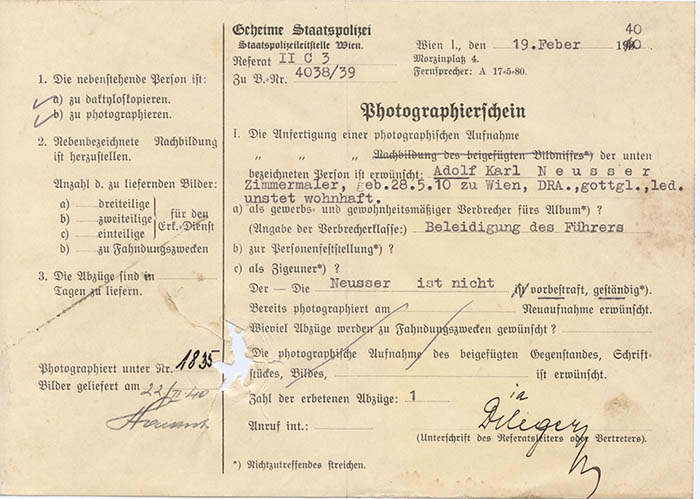 1. Die nebenstehende Person ist:
a) zu daktyloskopieren.
b) zu photographieren.
2. Nebenbezeichnete Nachbildung
ist herzustellen.
Anzahl d. zu liefernden Bilder:
a) dreiteilige
b) zweiteilige
c) einteilige
für den
Erk.-Dienst
d) zu Fahndungszwecken
3. Die Abzüge sind in
Tagen zu liefern.
Photographiert unter Nr. 1835
Bilder geliefert am 22/II.40
Geheime Staatspolizei
Staatspolizeileitstelle Wien.
Referat II C 3
Zu B.-Nr. 4038/39
Wien I., den 19. Feber 40
Morzinplatz 4.
Fernsprecher: A 17-5-80.
Photographierschein
1. Die Anfertigung einer photographischen Aufnahme
„ „ „ Nachbildung des beigefügten Bildnisses*) der unten
bezeichneten Person ist erwünscht: Adolf Karl Neusser
Zimmermaler, geb.28.5.10 zu Wien, DRA.,gottgl.,led.
unstet wohnhaft.
a) als gewerbs- und gewohnheitsmäßiger Verbrecher fürs Album*) ?
(Angabe der Verbrecherklasse:) Beleidigung des Führers
b) zur Personenfeststellung*) ?
c) als Zigeuner*) ?
Der — Die Neusser ist nicht vorbestraft, geständig*).
Bereits photographiert am Neuaufnahme erwünscht.
Wieviel Abzüge werden zu Fahndungszwecken gewünscht ?
Die photographische Aufnahme des beigefügten Gegenstandes, Schrift-
stückes, Bildes, ist erwünscht.
Zahl der erbetenen Abzüge: 1
Anruf int.:
(Unterschrift des Referatsleiters oder Vertreters).
*) Nichtzutreffendes streichen.